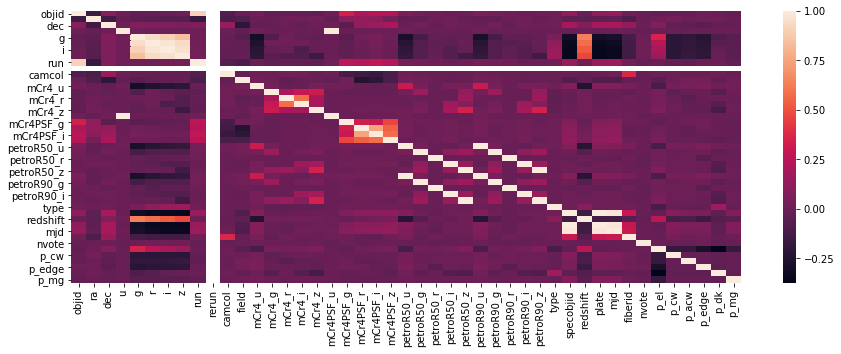 objid
dec
g
i
run
camcol
mCr4_u
mCr4_r
mCr4_z
mCr4PSF_g
mCr4PSF_i
petroR50_u
petroR50_r
petroR50_z
petroR90_g
petroR90_i
type
redshift
mjd
nvote
p_cw
p_edge
p_mg
objid
ra
dec
u
g
r
i
z
run
rerun
camcol
field
mCr4_u
mCr4_g
mCr4_r
mCr4_i
mCr4_z
mCr4PSF_u
mCr4PSF_g
mCr4PSF_r
mCr4PSF_i
mCr4PSF_z
petroR50_u
petroR50_g
petroR50_r
petroR50_i
petroR50_z
petroR90_u
petroR90_g
petroR90_r
petroR90_i
petroR90_z
type
specobjid
redshift
plate
mjd
fiberid
nvote
p_el
p_cw
p_acw
p_edge
p_dk
p_mg
1.00
0.75
0.50
0.25
0.00
−0.25